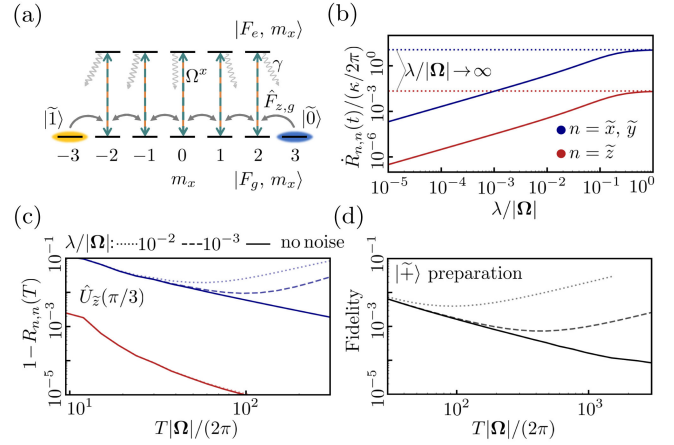 (a)
|F_e, m_x⟩
Ω^x
γ
F̂_{z,g}
|1̃⟩
|0̃⟩
−3 −2 −1 0 1 2 3
m_x |F_g, m_x⟩
(b)
Ṙ_{n,n}(t)/(κ/2π)
10^0
10^{−3}
10^{−6}
λ/|Ω|→∞
n = x̃, ỹ
n = z̃
10^{−5} 10^{−4} 10^{−3} 10^{−2} 10^{−1} 10^0
λ/|Ω|
(c)
λ/|Ω|: 10^{−2} 10^{−3} no noise
1−R_{n,n}(T)
10^{−1}
10^{−3}
10^{−5}
Û_{z̃}(π/3)
10^1 10^2
T|Ω|/(2π)
(d)
Fidelity
10^{−1}
10^{−3}
10^{−5}
|+̃⟩ preparation
10^2 10^3
T|Ω|/(2π)